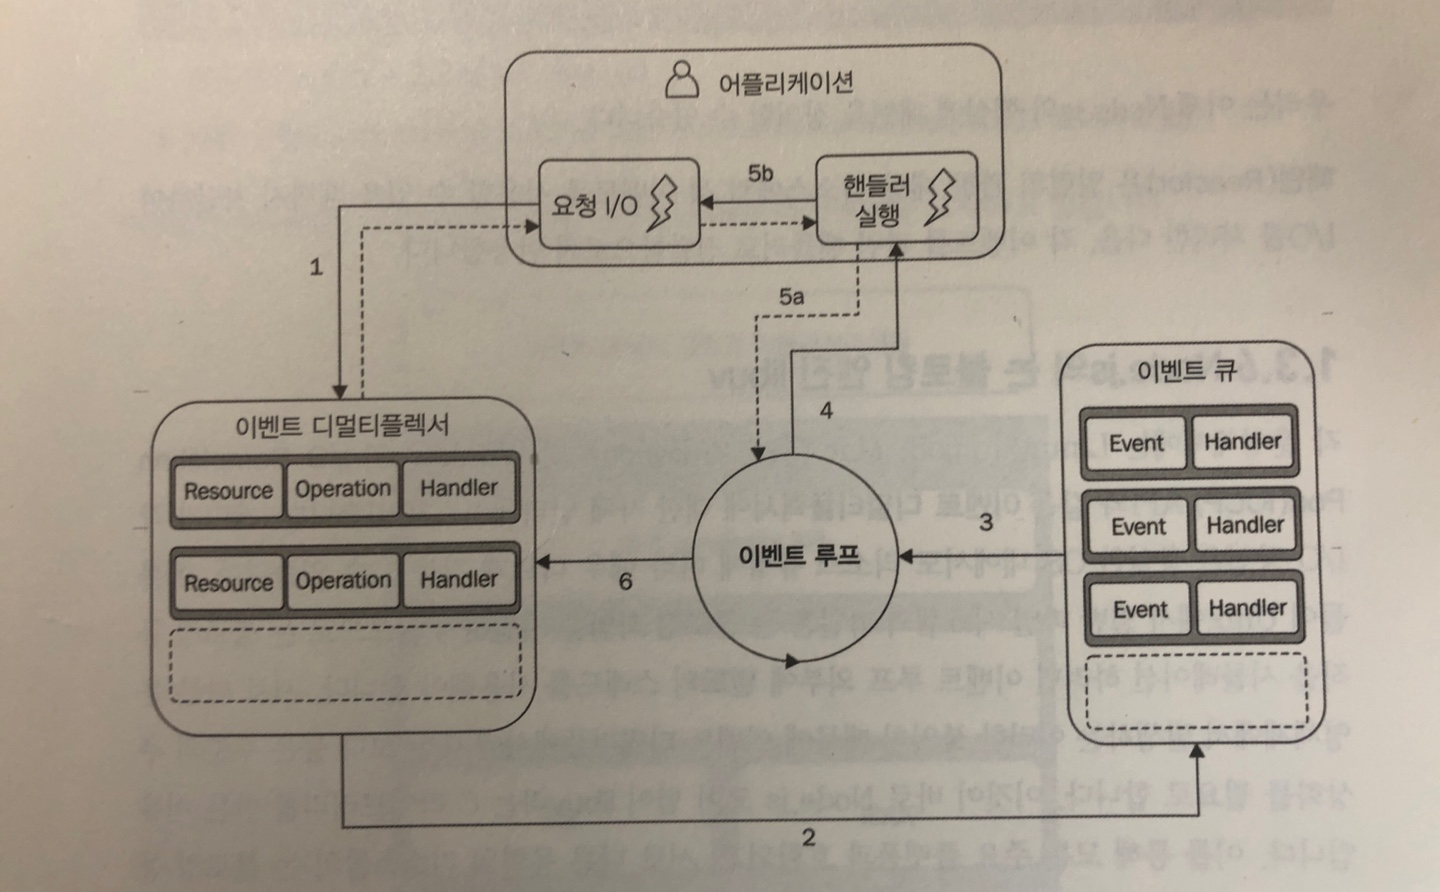 어플리케이션
요청 I/O
5b
핸들러
실행
1
5a
4
이벤트 디멀티플렉서
Resource Operation Handler
Resource Operation Handler
이벤트 루프
3
6
이벤트 큐
Event Handler
Event Handler
Event Handler
2